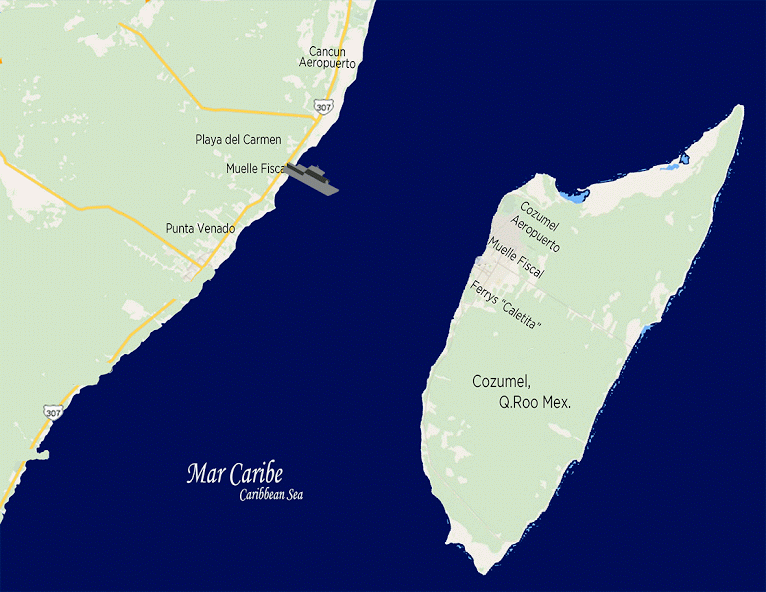 Cancun
Aeropuerto
307
Playa del Carmen
Muelle Fisca
Punta Venado
Cozumel
Aeropuerto
Muelle Fiscal
Ferrys "Caletita"
Cozumel,
Q.Roo Mex.
307
Mar Caribe
Caribbean Sea